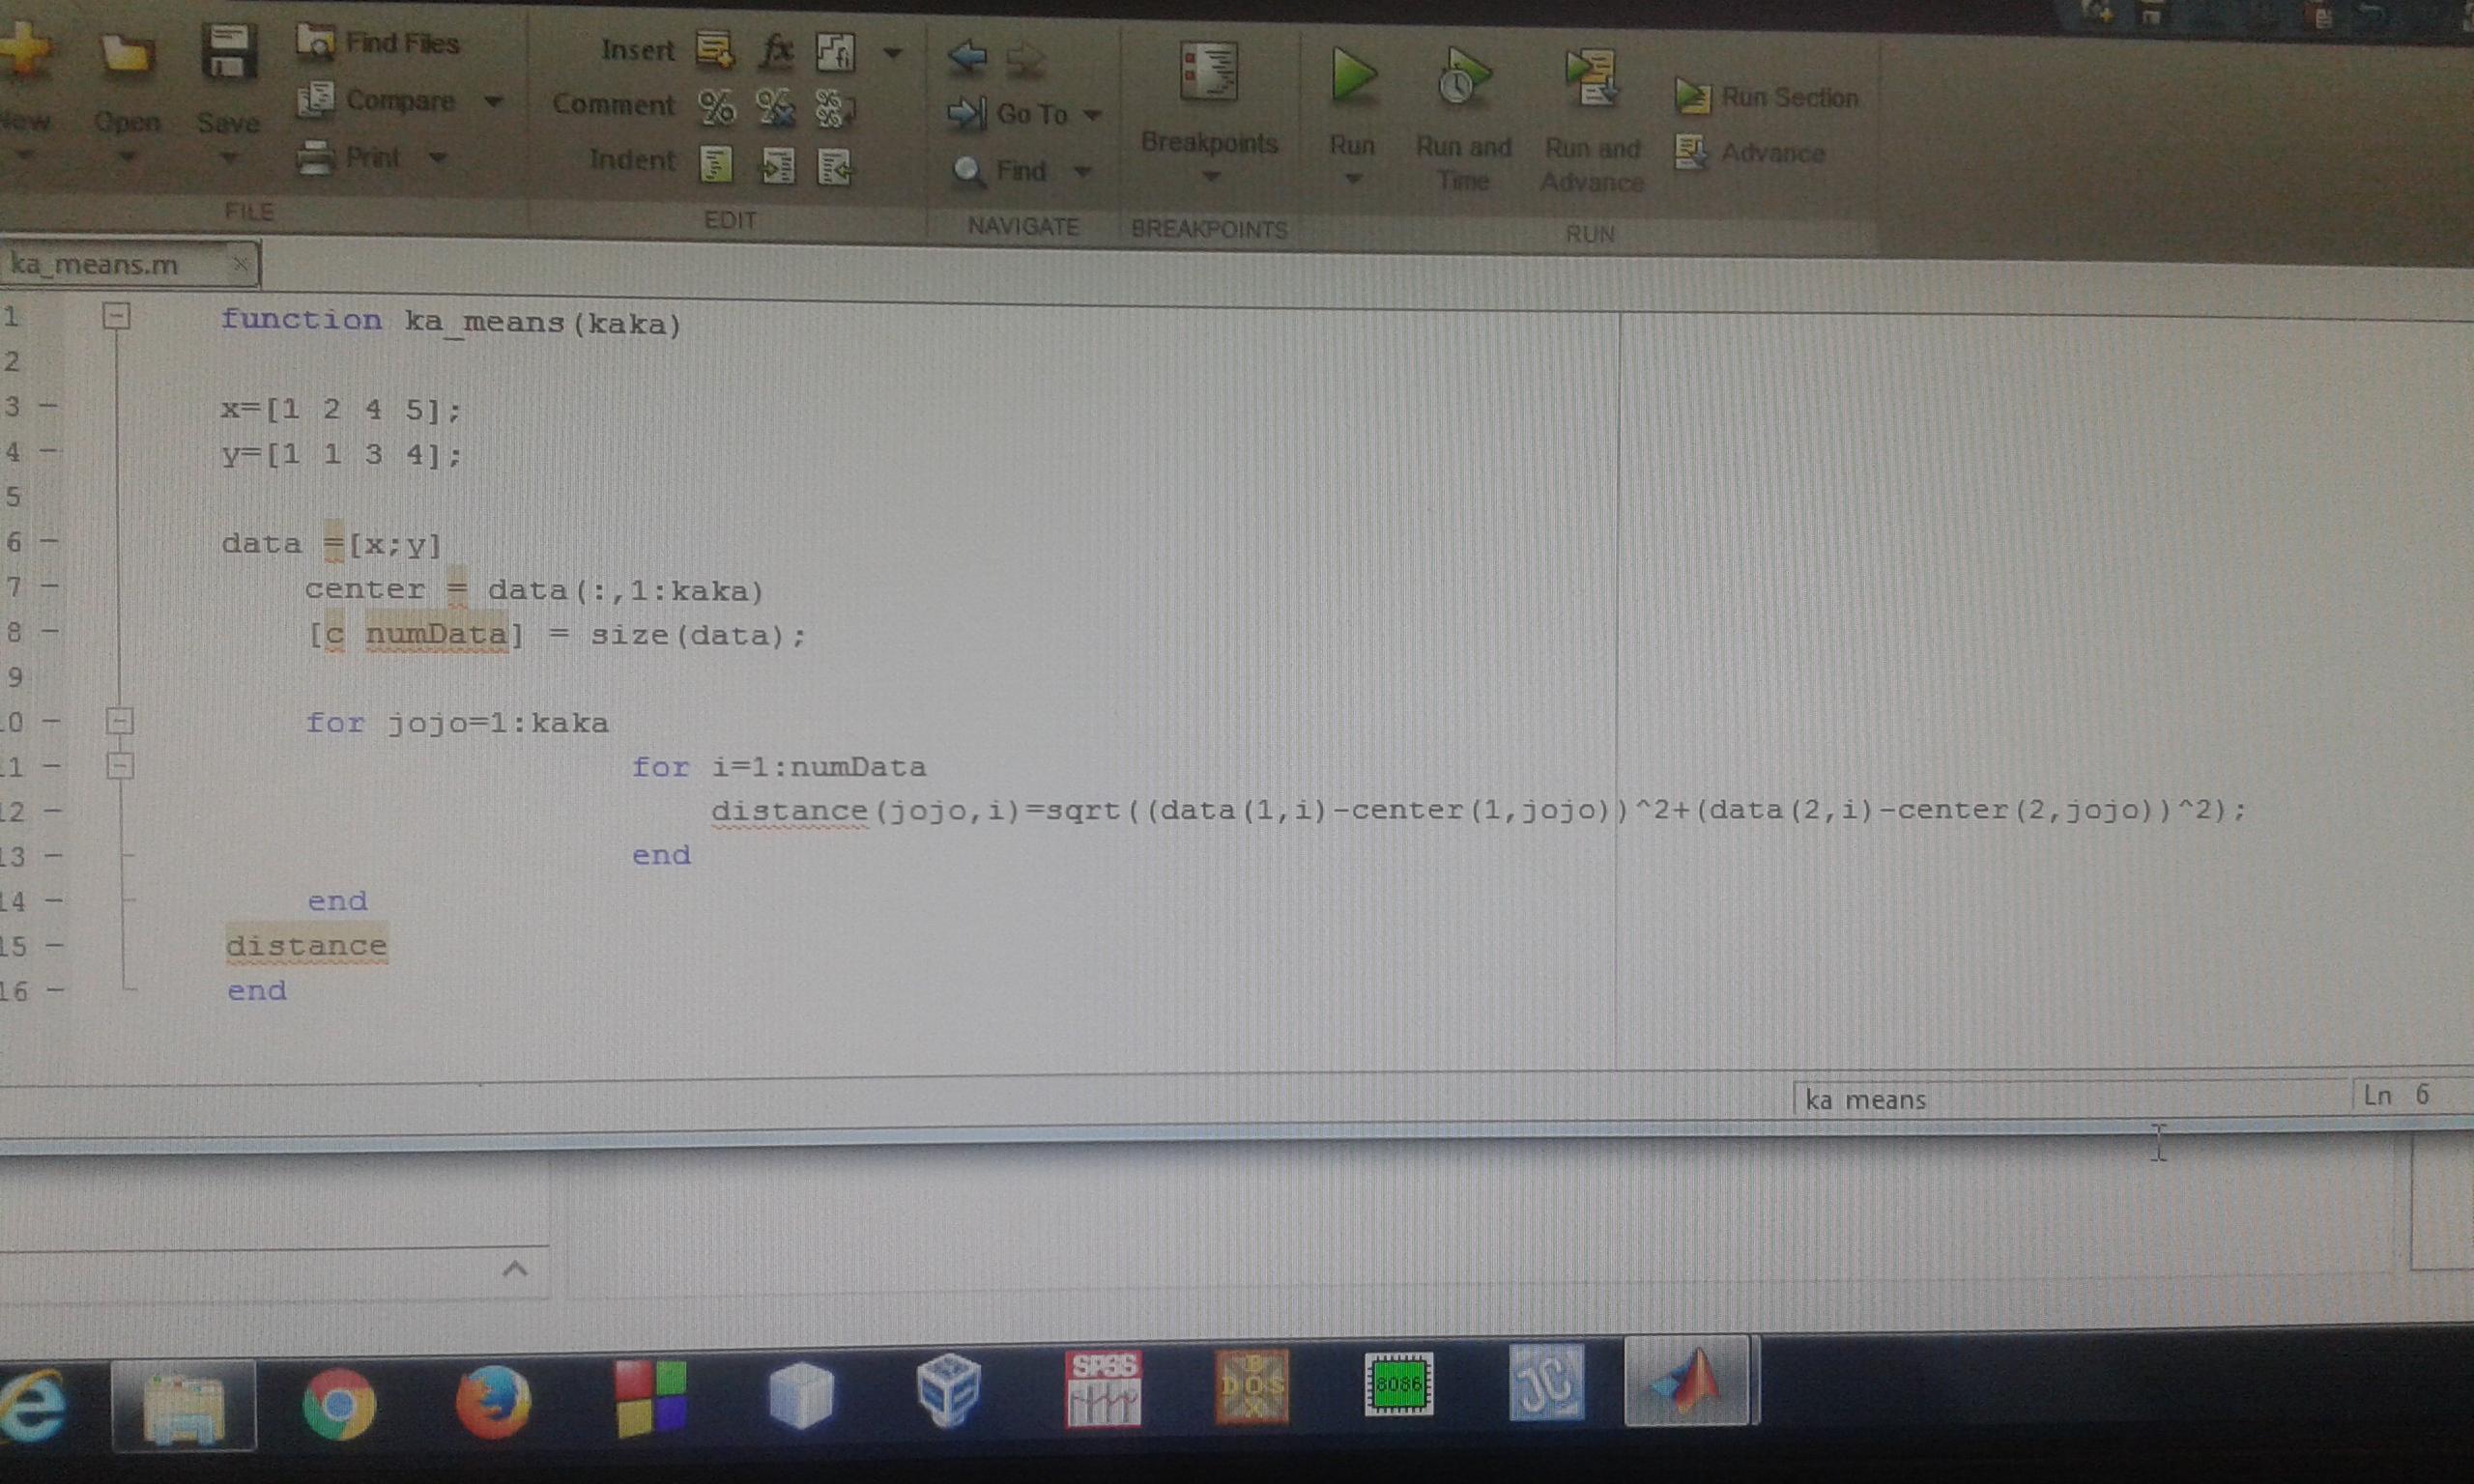 Find Files
Insert
New
Open
Save
Compare
Comment
Go To
Print
Indent
Find
Breakpoints
Run
Run and Time
Run and Advance
Run Section
Advance
FILE
EDIT
NAVIGATE
BREAKPOINTS
RUN
ka_means.m
1 function ka_means(kaka)
2
3 x=[1 2 4 5];
4 y=[1 1 3 4];
5
6 data =[x;y]
7 center = data(:,1:kaka)
8 [c numData] = size(data);
9
10 for jojo=1:kaka
11 for i=1:numData
12 distance(jojo,i)=sqrt((data(1,i)-center(1,jojo))^2+(data(2,i)-center(2,jojo))^2);
13 end
14 end
15 distance
16 end
ka means
Ln 6
SPSS
DOS
8086
JC